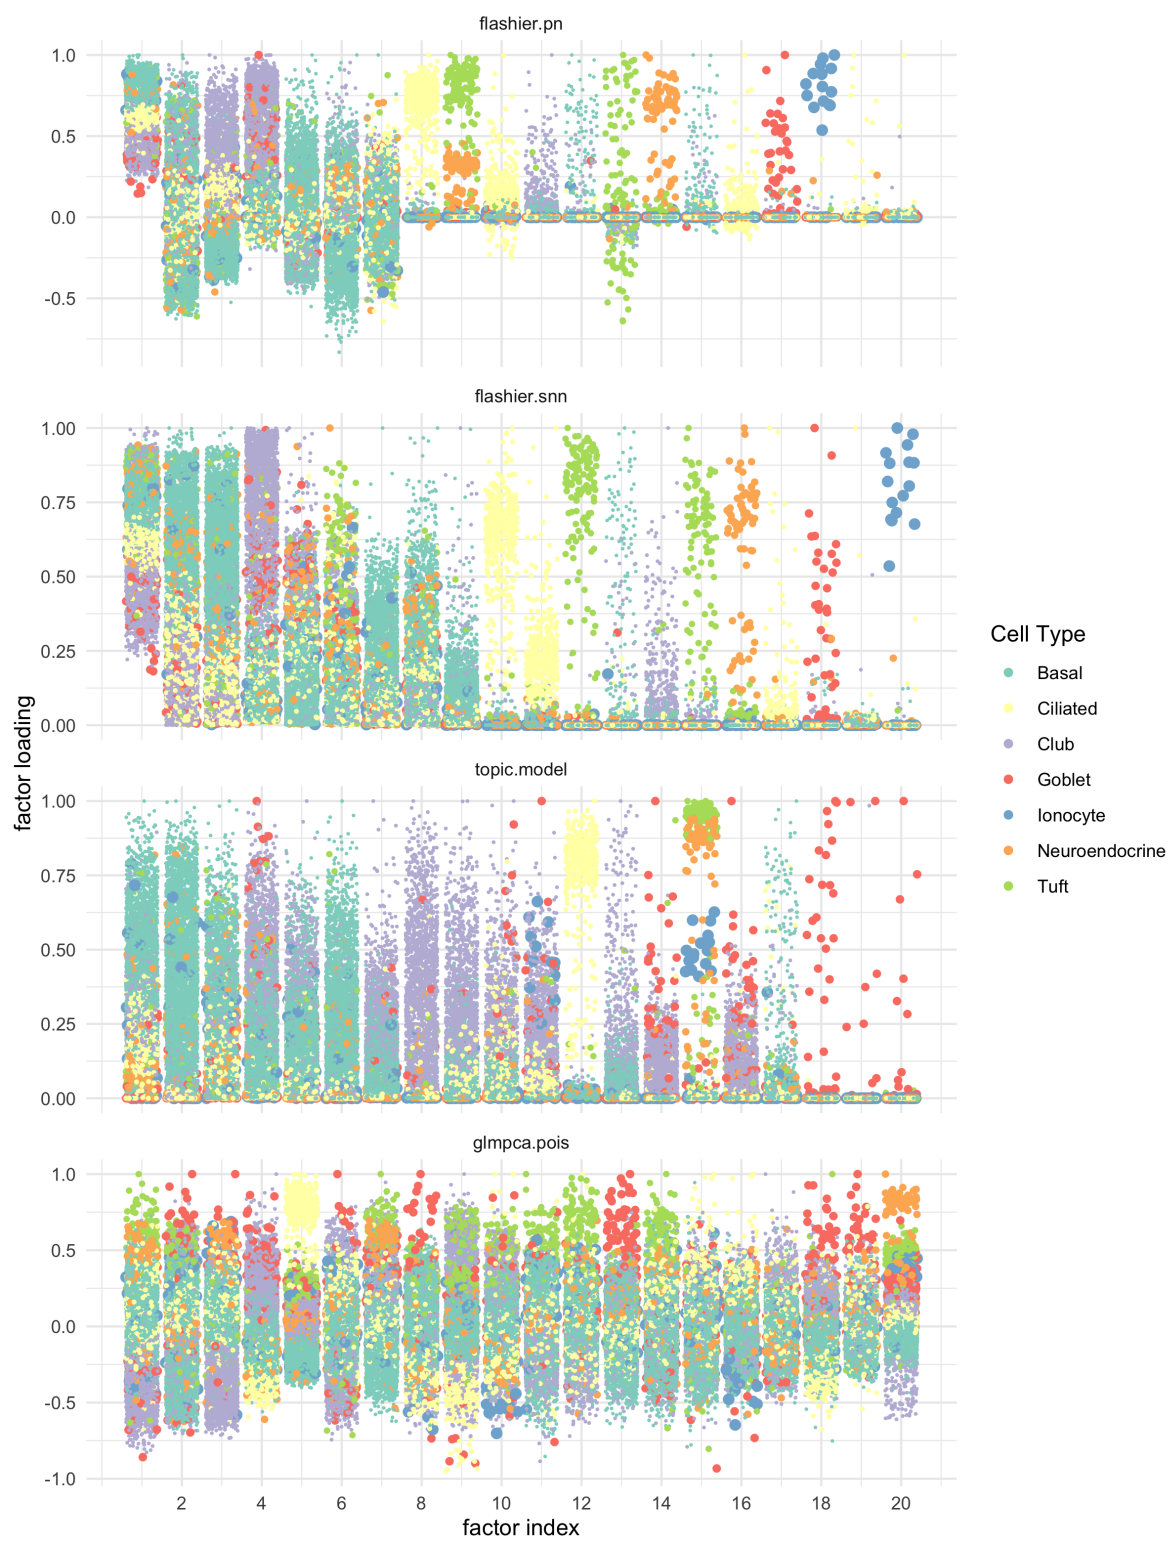 flashier.pn
1.0
0.5
0.0
-0.5
flashier.snn
1.00
0.75
0.50
0.25
0.00
topic.model
1.00
0.75
0.50
0.25
0.00
glmpca.pois
1.0
0.5
0.0
-0.5
-1.0
2 4 6 8 10 12 14 16 18 20
factor index
factor loading
Cell Type
Basal
Ciliated
Club
Goblet
Ionocyte
Neuroendocrine
Tuft